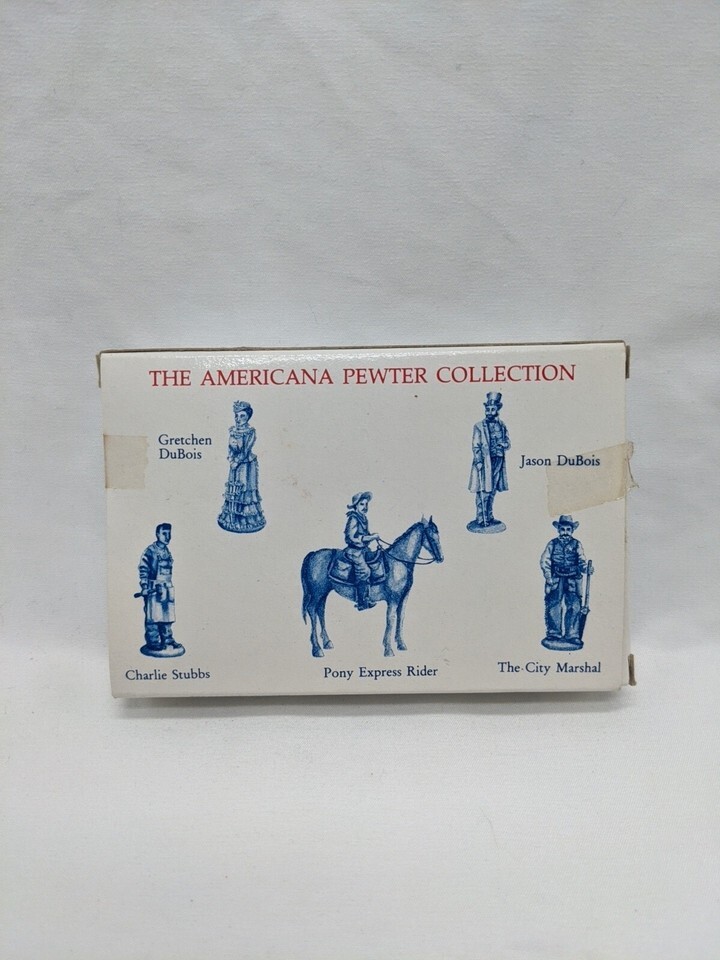 THE AMERICANA PEWTER COLLECTION
Gretchen
DuBois
Jason DuBois
Charlie Stubbs
Pony Express Rider
The City Marshal